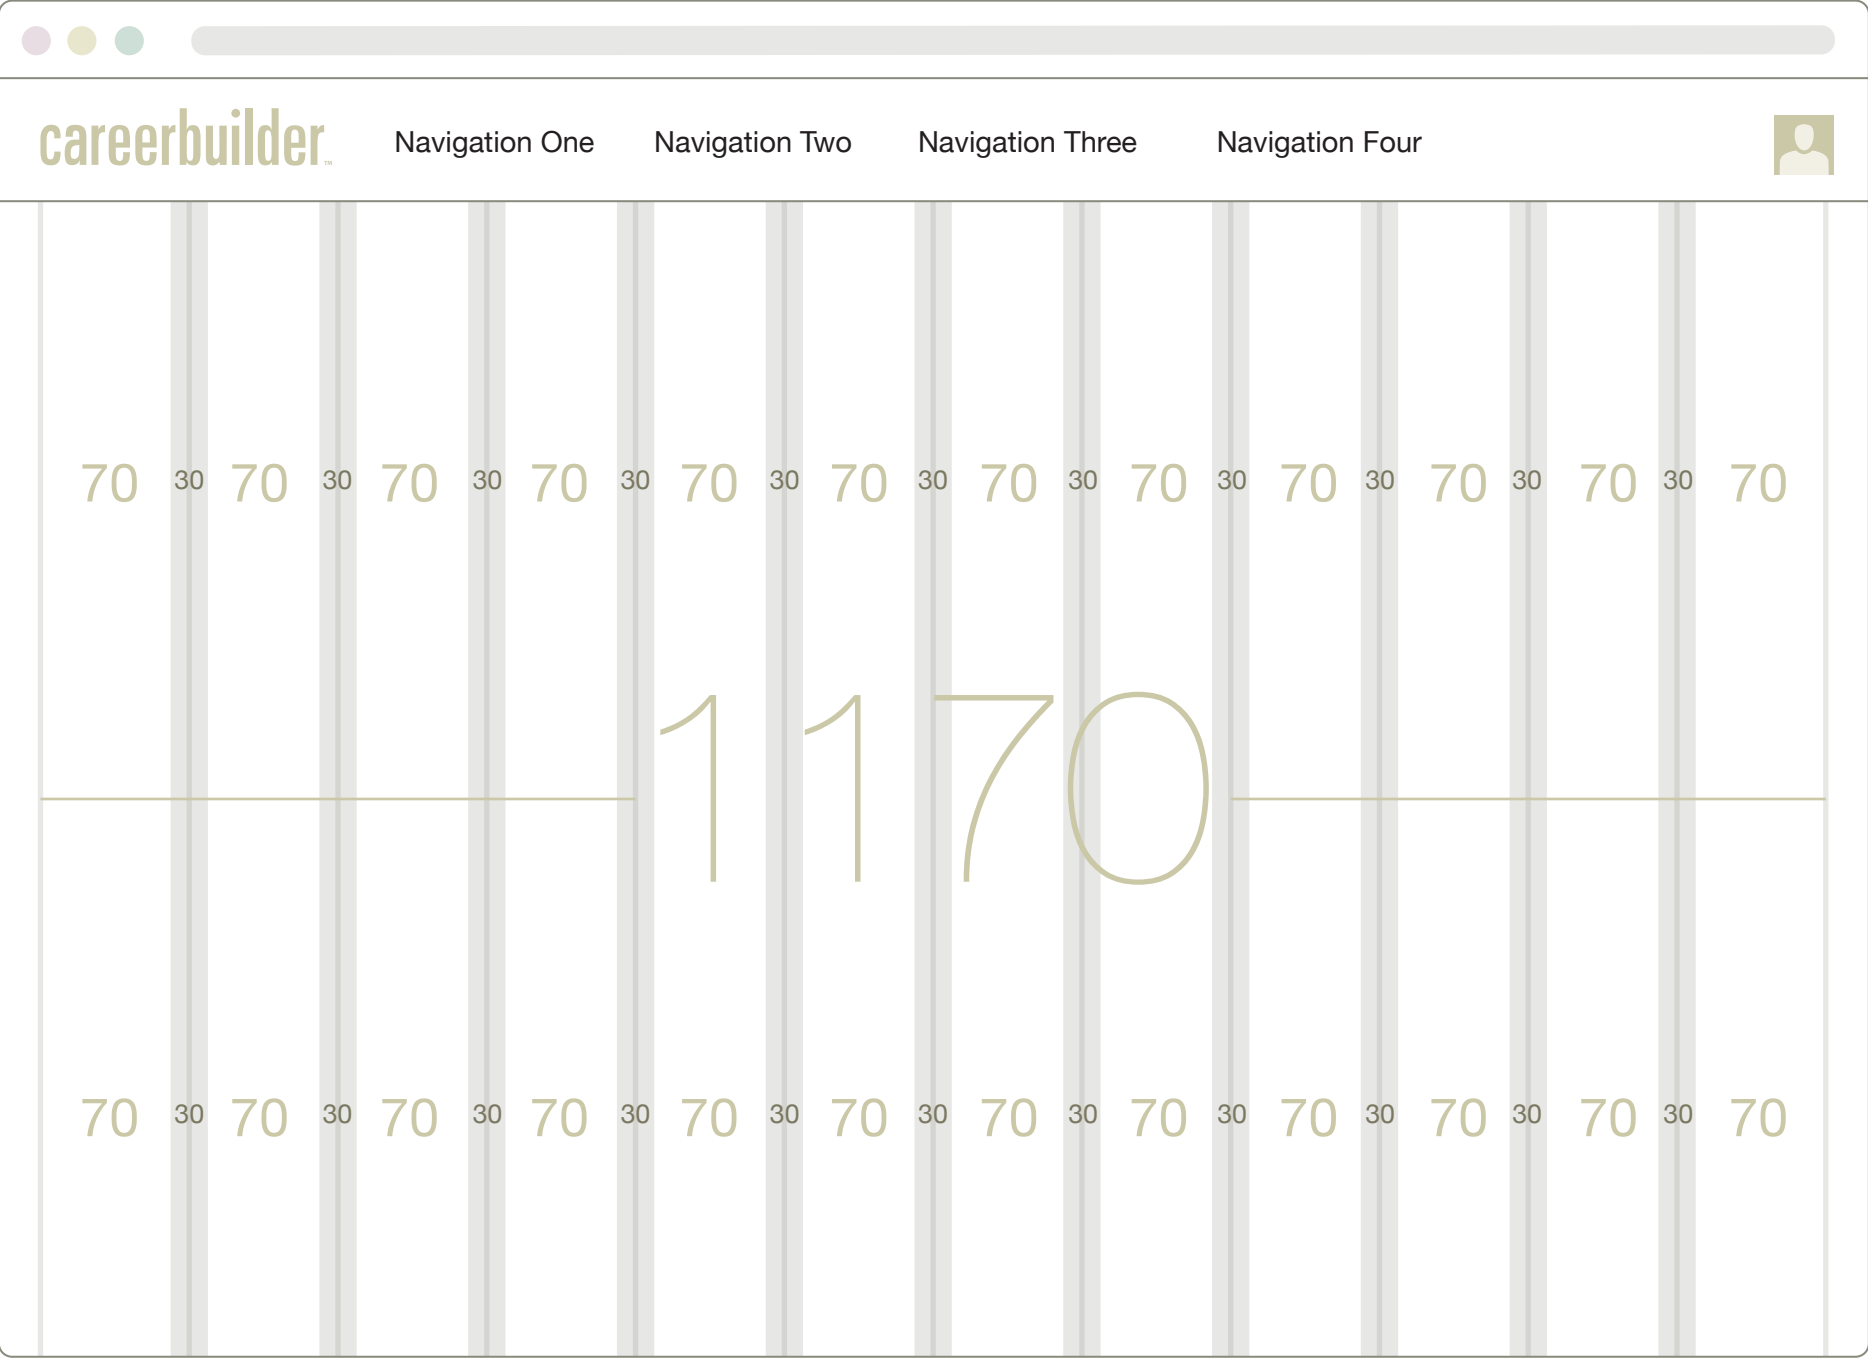 careerbuilder™ Navigation One Navigation Two Navigation Three Navigation Four
70 30 70 30 70 30 70 30 70 30 70 30 70 30 70 30 70 30 70 30 70 30 70
1170
70 30 70 30 70 30 70 30 70 30 70 30 70 30 70 30 70 30 70 30 70 30 70